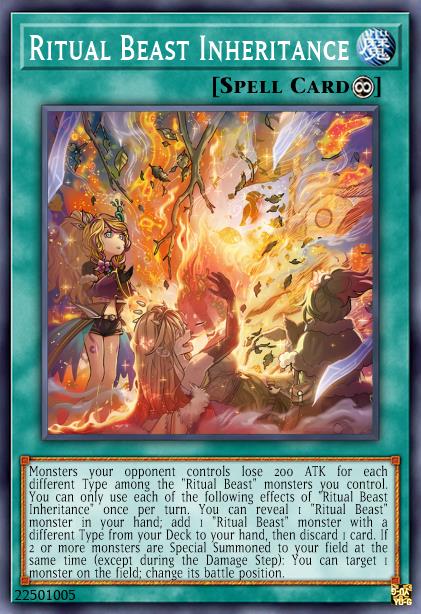 RITUAL BEAST INHERITANCE
[SPELL CARD]
Monsters your opponent controls lose 200 ATK for each
different Type among the "Ritual Beast" monsters you control.
You can only use each of the following effects of "Ritual Beast
Inheritance" once per turn. You can reveal 1 "Ritual Beast"
monster in your hand; add 1 "Ritual Beast" monster with a
different Type from your Deck to your hand, then discard 1 card. If
2 or more monsters are Special Summoned to your field at the
same time (except during the Damage Step): You can target 1
monster on the field; change its battle position.
22501005